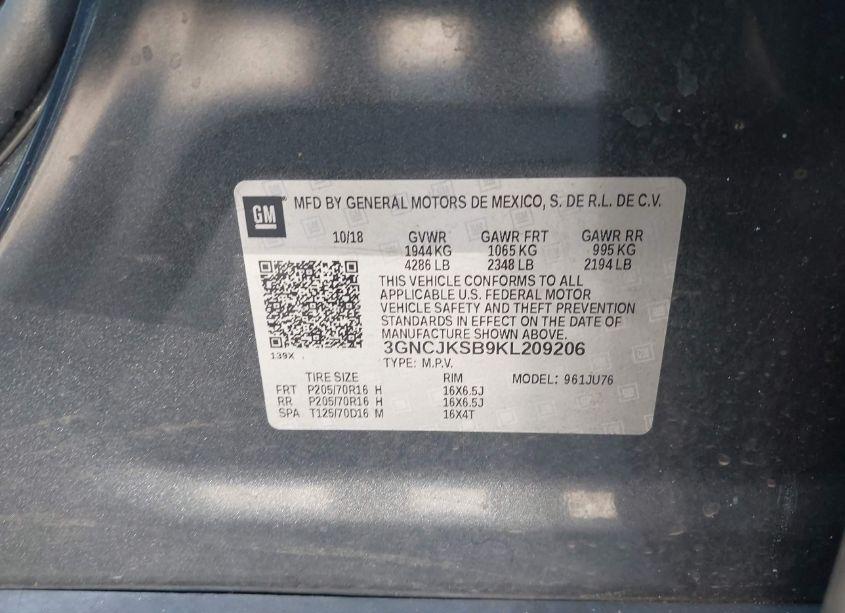 GM MFD BY GENERAL MOTORS DE MEXICO, S. DE R.L. DE C.V.
10/18 GVWR GAWR FRT GAWR RR
1944 KG 1065 KG 995 KG
4286 LB 2348 LB 2194 LB
THIS VEHICLE CONFORMS TO ALL
APPLICABLE U.S. FEDERAL MOTOR
VEHICLE SAFETY AND THEFT PREVENTION
STANDARDS IN EFFECT ON THE DATE OF
MANUFACTURE SHOWN ABOVE.
139X 3GNCJKSB9KL209206
TYPE: M.P.V.
TIRE SIZE RIM MODEL: 961JU76
FRT P205/70R16 H 16X6.5J
RR P205/70R16 H 16X6.5J
SPA T125/70D16 M 16X4T